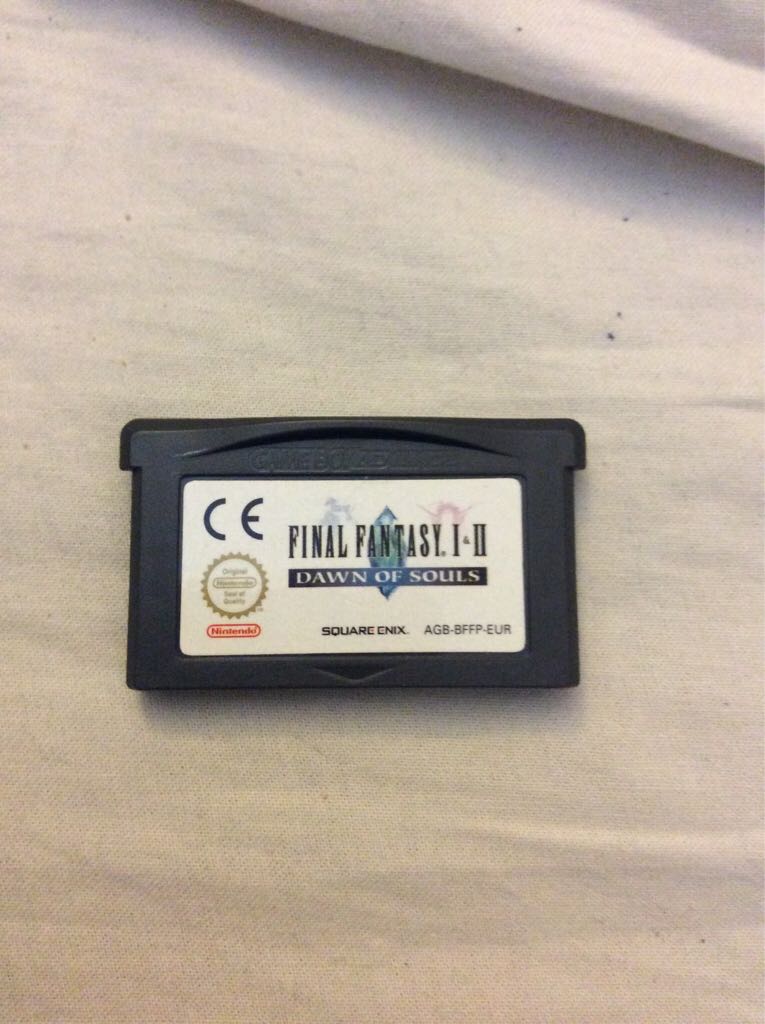 GAME BOY ADVANCE
CE
FINAL FANTASY® I & II
DAWN OF SOULS
Original
Nintendo
Seal of
Quality
Nintendo
SQUARE ENIX™ AGB-BFFP-EUR